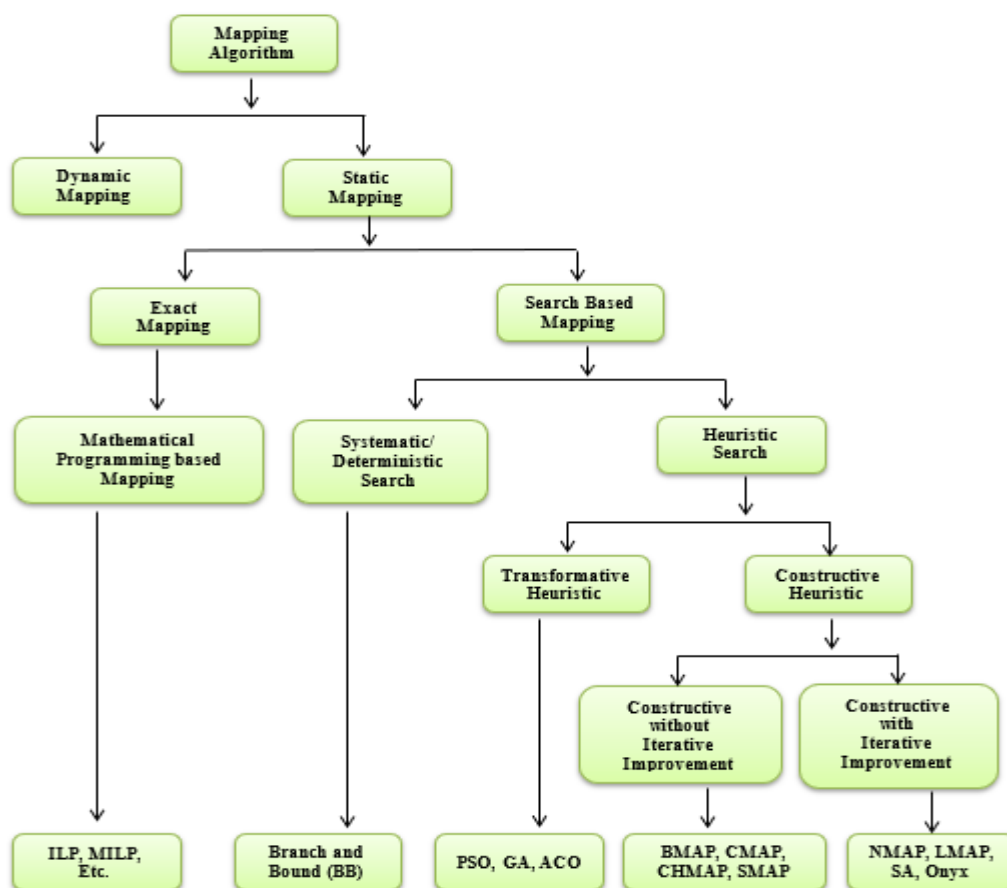 Mapping
Algorithm
Dynamic
Mapping
Static
Mapping
Exact
Mapping
Search Based
Mapping
Mathematical
Programming based
Mapping
Systematic/
Deterministic
Search
Heuristic
Search
Transformative
Heuristic
Constructive
Heuristic
Constructive
without
Iterative
Improvement
Constructive
with
Iterative
Improvement
ILP, MILP,
Etc.
Branch and
Bound (BB)
PSO, GA, ACO
BMAP, CMAP,
CHMAP, SMAP
NMAP, LMAP,
SA, Onyx